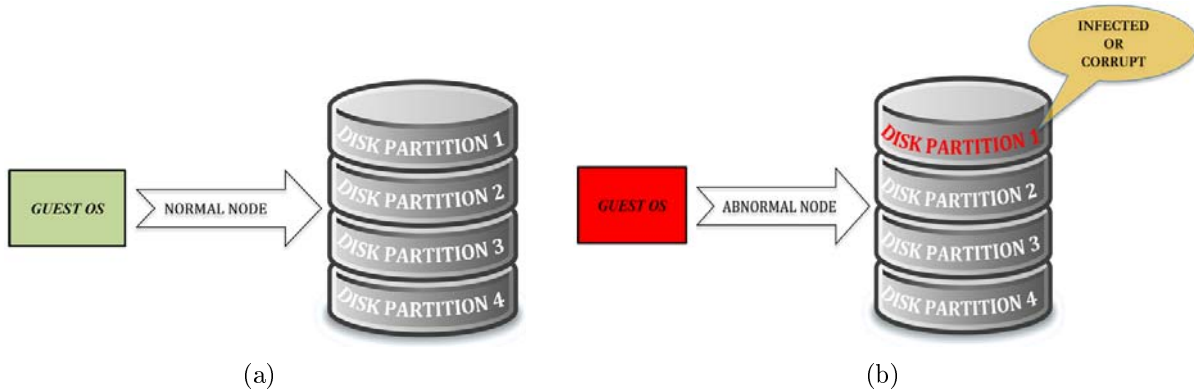 GUEST OS
NORMAL NODE
DISK PARTITION 1
DISK PARTITION 2
DISK PARTITION 3
DISK PARTITION 4
(a)
INFECTED
OR
CORRUPT
GUEST OS
ABNORMAL NODE
DISK PARTITION 1
DISK PARTITION 2
DISK PARTITION 3
DISK PARTITION 4
(b)